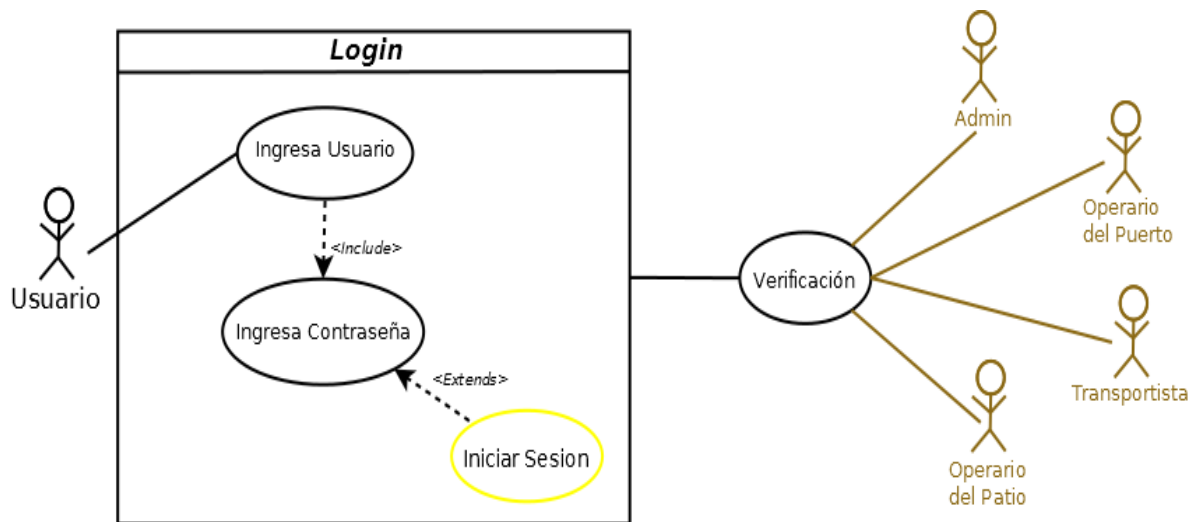 Login
Ingresa Usuario
<Include>
Usuario
Ingresa Contraseña
<Extends>
Iniciar Sesion
Verificación
Admin
Operario
del Puerto
Transportista
Operario
del Patio